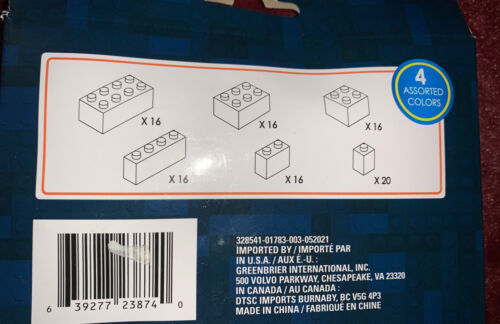 4
ASSORTED
COLORS
X 16
X 16
X 16
X 16
X 16
X 20
6 39277 23874 0
328541-01783-003-052021
IMPORTED BY / IMPORTÉ PAR
IN U.S.A. / AUX É.-U. :
GREENBRIER INTERNATIONAL, INC.
500 VOLVO PARKWAY, CHESAPEAKE, VA 23320
IN CANADA / AU CANADA :
DTSC IMPORTS BURNABY, BC V5G 4P3
MADE IN CHINA / FABRIQUÉ EN CHINE